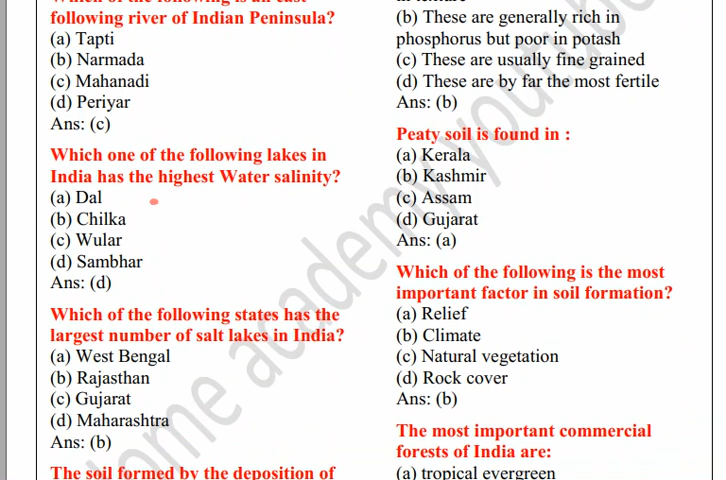 following river of Indian Peninsula?
(a) Tapti
(b) Narmada
(c) Mahanadi
(d) Periyar
Ans: (c)
Which one of the following lakes in
India has the highest Water salinity?
(a) Dal
(b) Chilka
(c) Wular
(d) Sambhar
Ans: (d)
Which of the following states has the
largest number of salt lakes in India?
(a) West Bengal
(b) Rajasthan
(c) Gujarat
(d) Maharashtra
Ans: (b)
The soil formed by the deposition of
(b) These are generally rich in
phosphorus but poor in potash
(c) These are usually fine grained
(d) These are by far the most fertile
Ans: (b)
Peaty soil is found in :
(a) Kerala
(b) Kashmir
(c) Assam
(d) Gujarat
Ans: (a)
Which of the following is the most
important factor in soil formation?
(a) Relief
(b) Climate
(c) Natural vegetation
(d) Rock cover
Ans: (b)
The most important commercial
forests of India are:
(a) tropical evergreen
home academy youtube